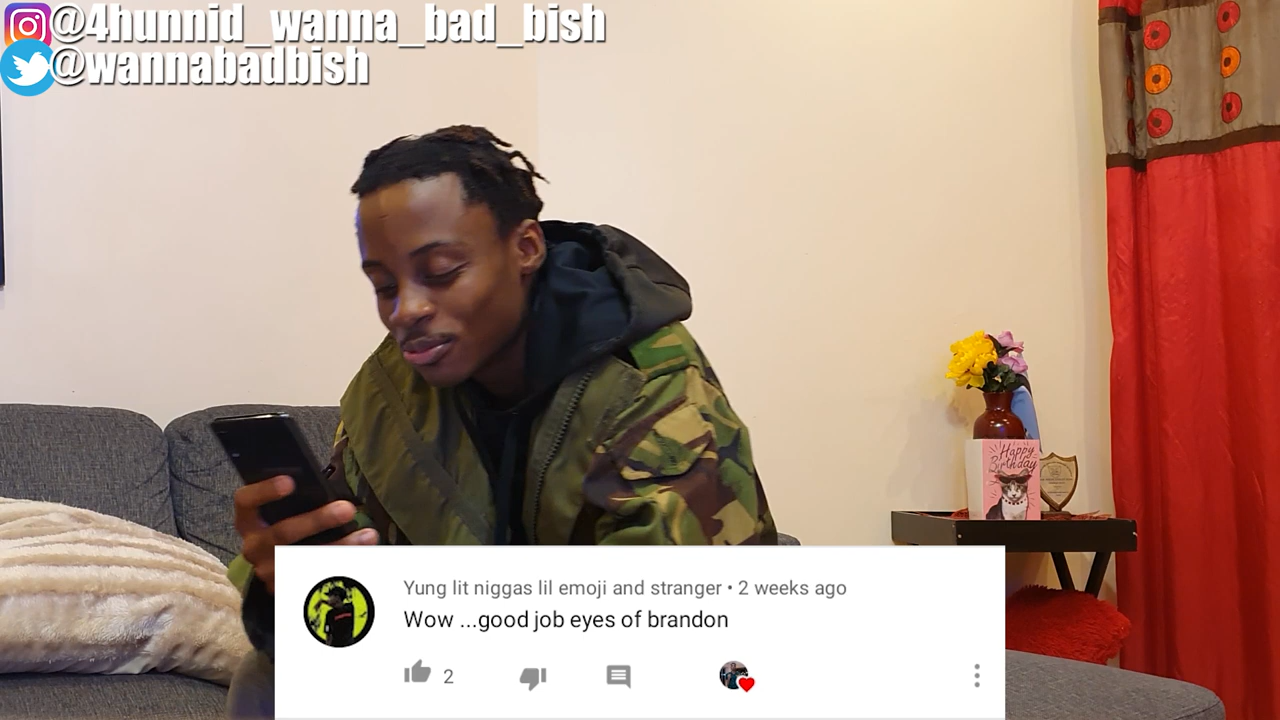 @4hunnid_wanna_bad_bish
@wannabadbish
Happy
Birthday
Yung lit niggas lil emoji and stranger • 2 weeks ago
Wow ...good job eyes of brandon
2